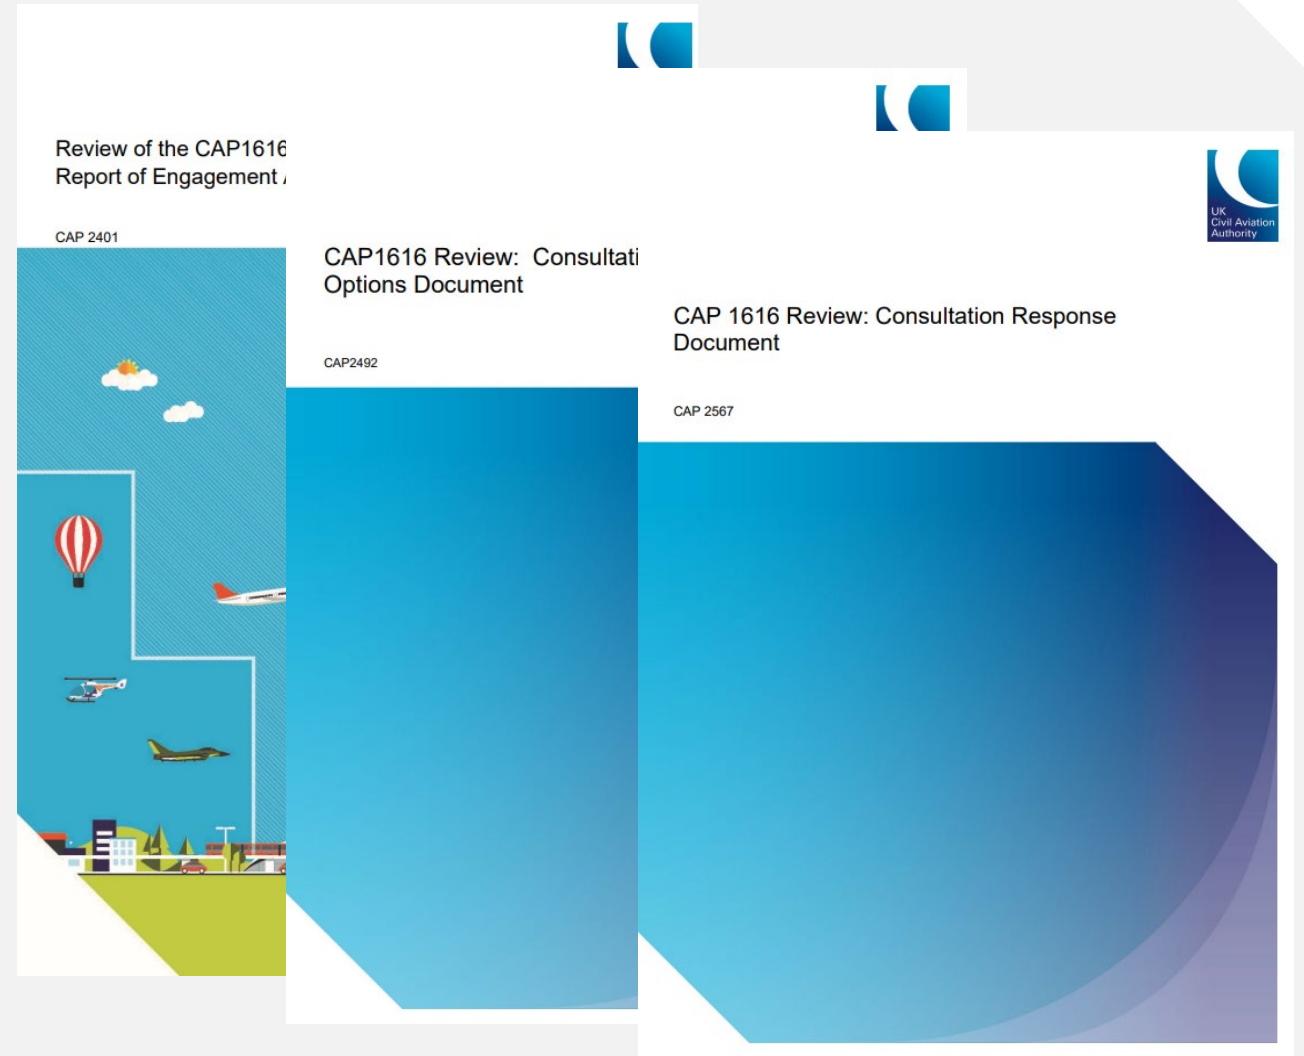 Review of the CAP1616
Report of Engagement
CAP 2401
CAP1616 Review:  Consultati
Options Document
CAP2492
UK
Civil Aviation
Authority
CAP 1616 Review: Consultation Response
Document
CAP 2567